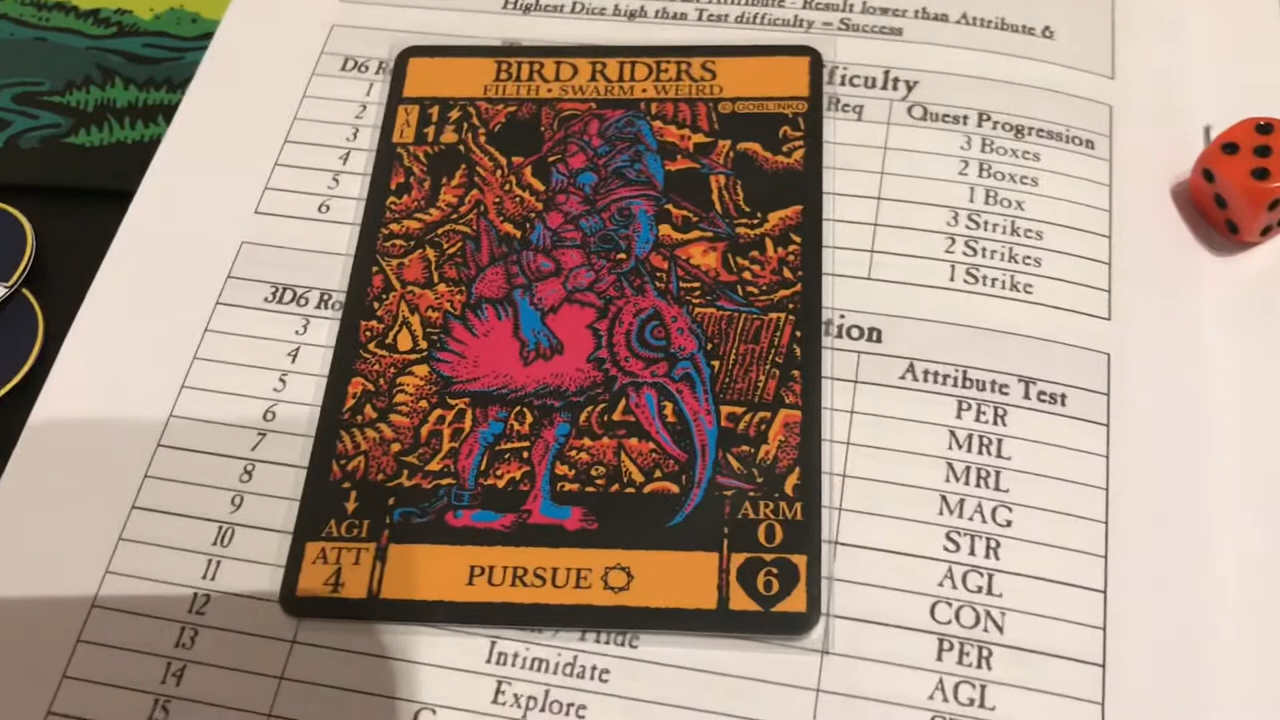 Attribute - Result lower than Attribute &
Highest Dice high than Test difficulty = Success
D6 R
fficulty
Req
Quest Progression
1
3 Boxes
2
2 Boxes
3
1 Box
4
3 Strikes
5
2 Strikes
6
1 Strike
BIRD RIDERS
FILTH • SWARM • WEIRD
© GOBLINKO
VAL
1
1
AGI
ATT
4
PURSUE
ARM
0
6
3D6 Ro
tion
Attribute Test
3
PER
4
MRL
5
MRL
6
MAG
7
STR
8
AGL
9
CON
10
PER
11
AGL
12
Hide
13
Intimidate
14
Explore
15